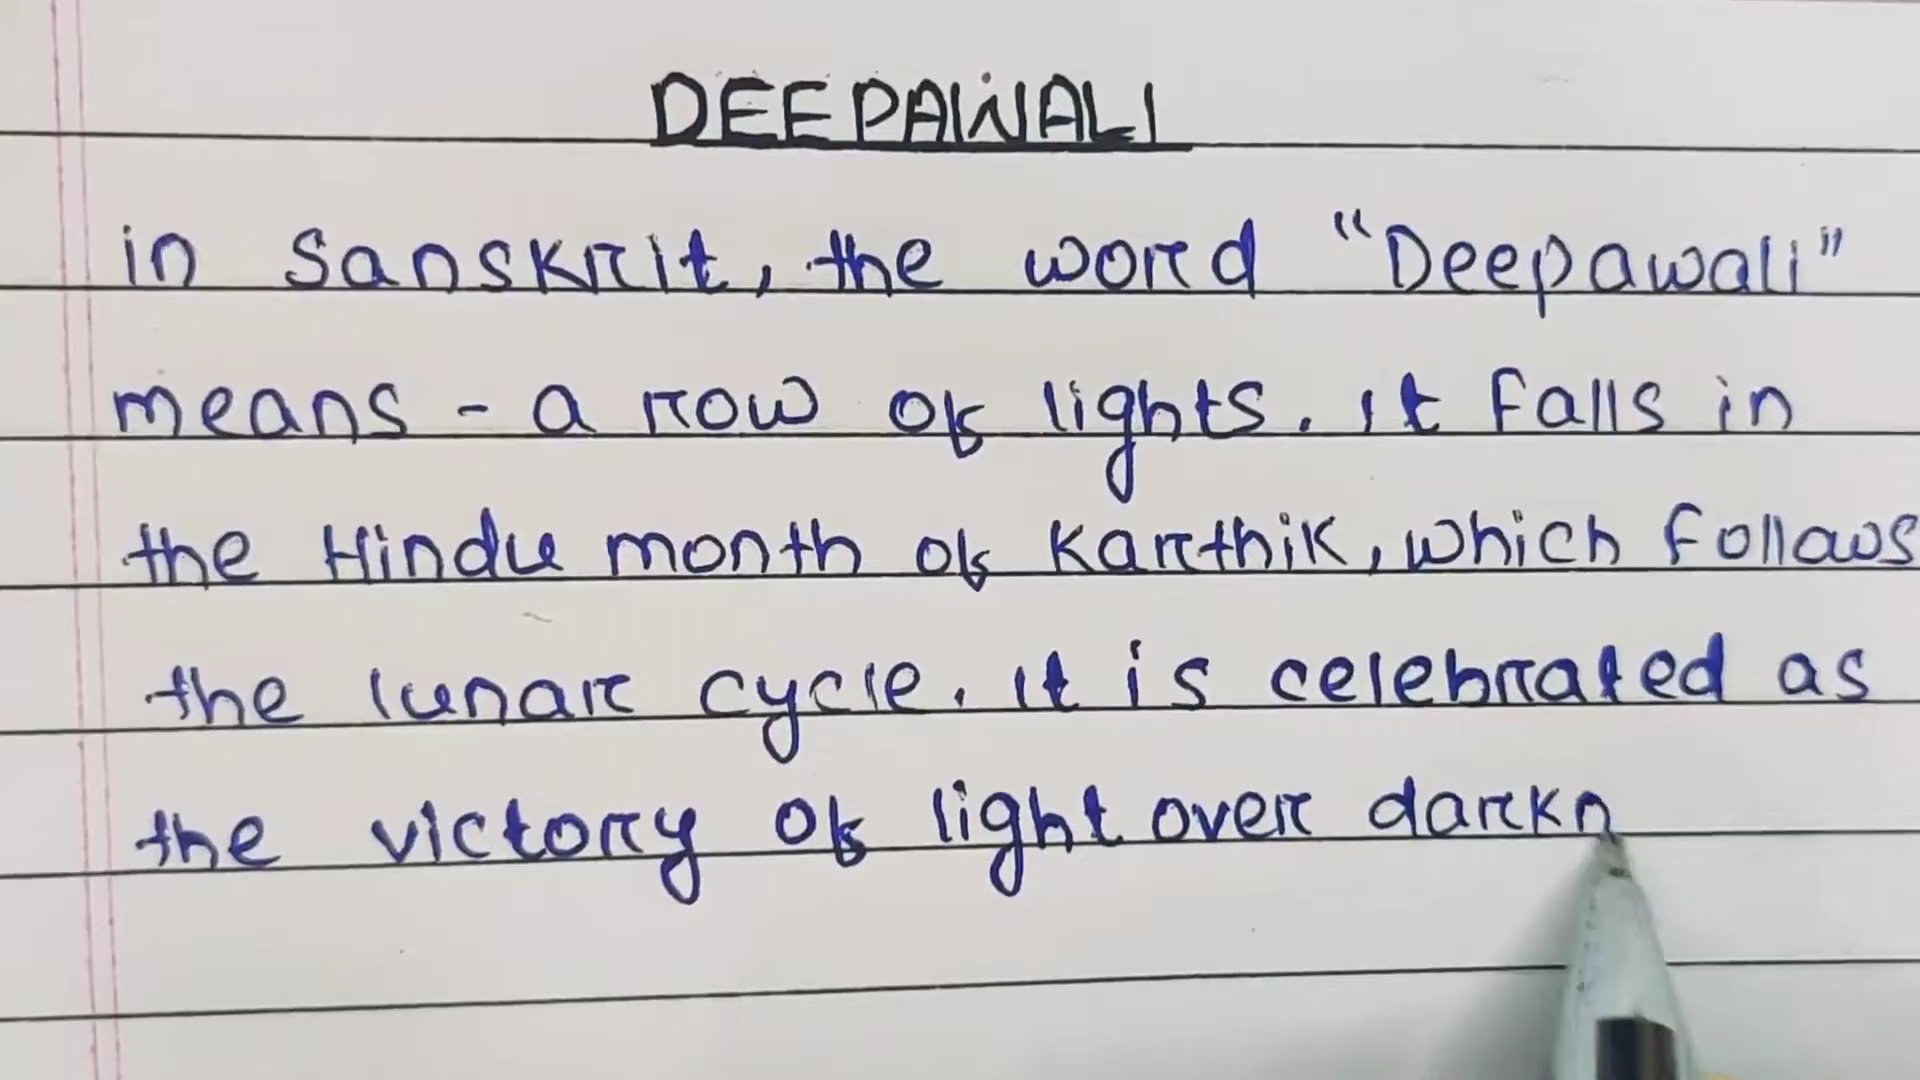 DEEPAWALI
in Sanskrit, the word “Deepawali”
means - a row of lights. it falls in
the Hindu month of Karthik, which follows
the lunar cycle. it is celebrated as
the victory of light over darkn